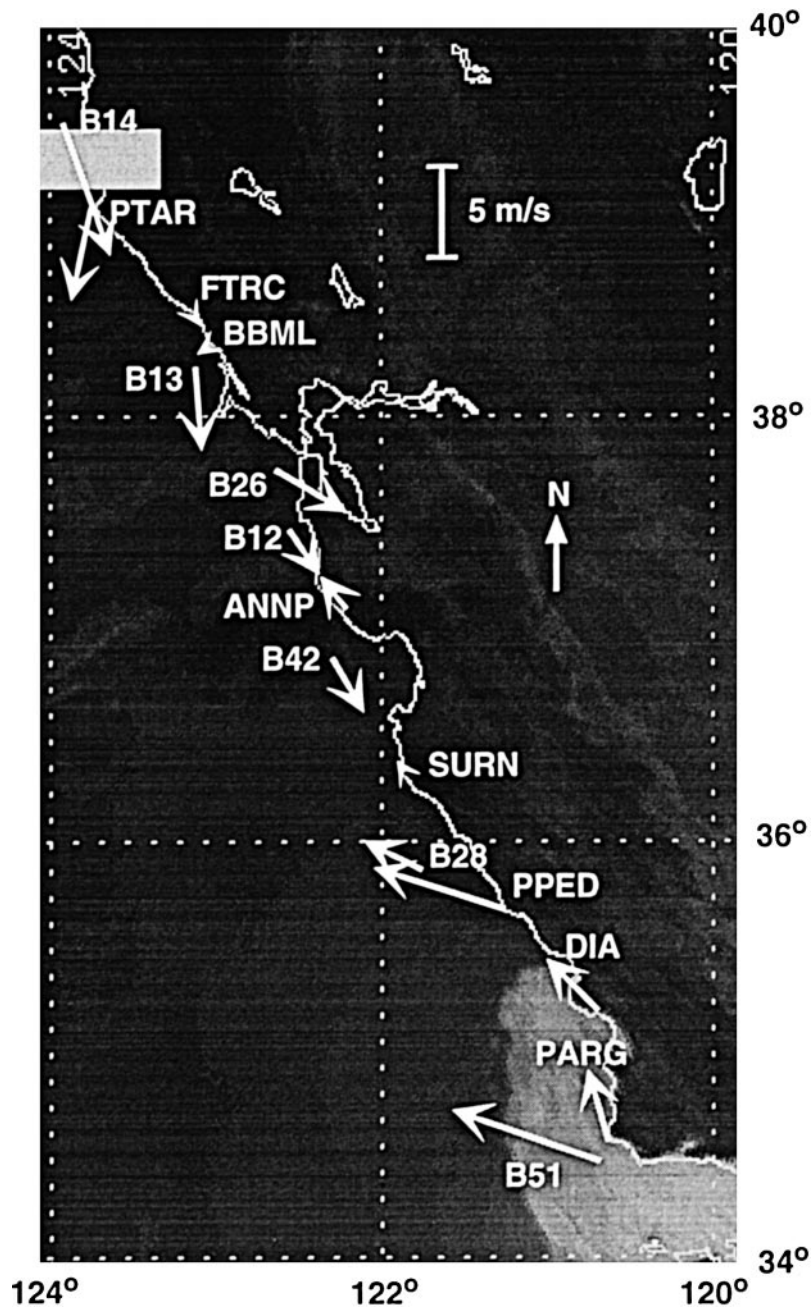 40°
124
120
B14
PTAR
5 m/s
FTRC
BBML
B13
38°
B26
N
B12
ANNP
B42
SURN
36°
B28
PPED
DIA
PARG
B51
34°
124° 122° 120°